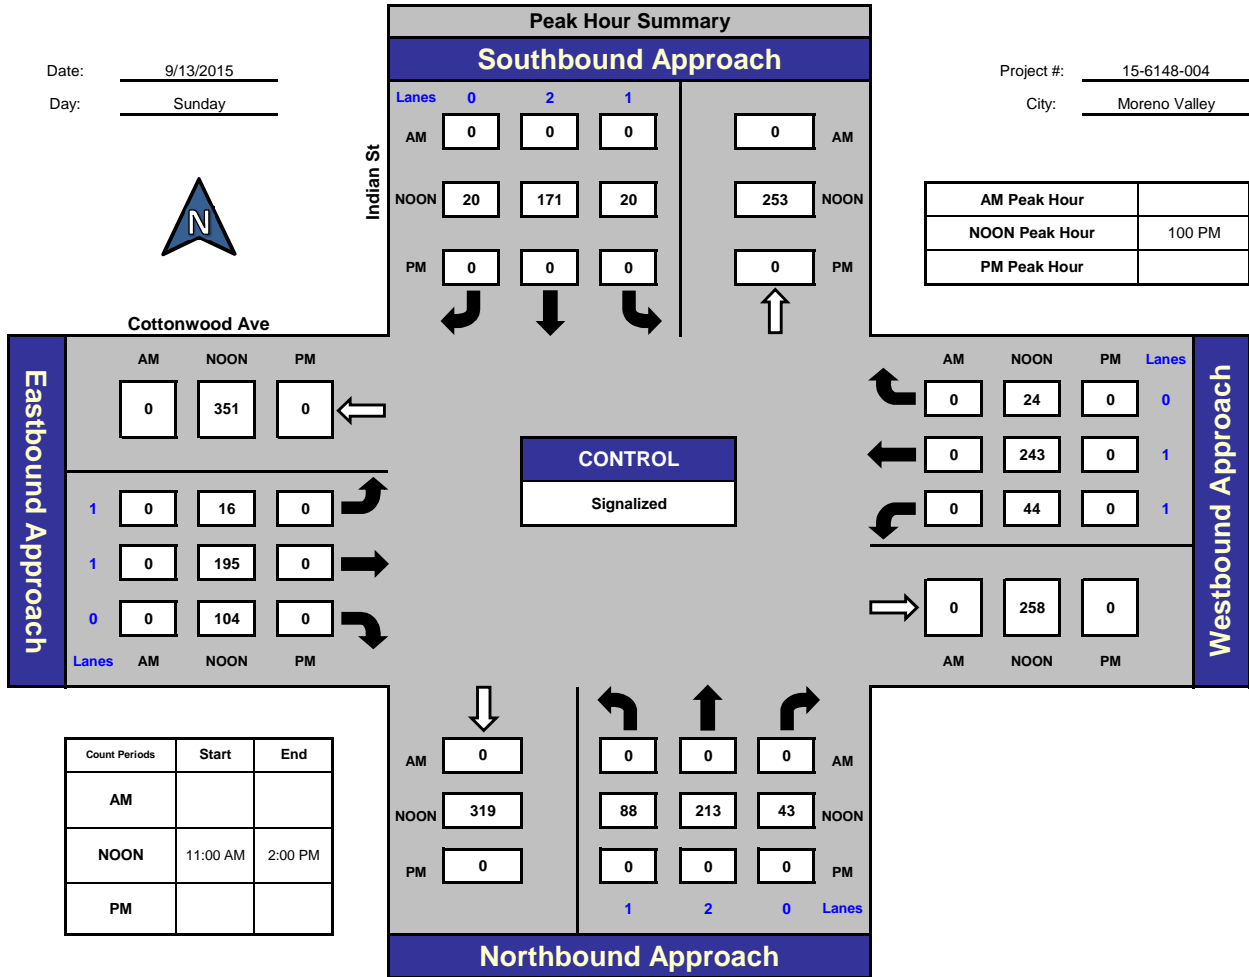 Peak Hour Summary
Southbound Approach
Date: 9/13/2015
Day: Sunday
Project #: 15-6148-004
City: Moreno Valley
N
Indian St
Lanes 0 2 1
AM 0 0 0 0 AM
NOON 20 171 20 253 NOON
PM 0 0 0 0 PM
AM Peak Hour
NOON Peak Hour 100 PM
PM Peak Hour
Cottonwood Ave
Eastbound Approach
AM NOON PM
0 351 0
1 0 16 0
1 0 195 0
0 0 104 0
Lanes AM NOON PM
CONTROL
Signalized
AM NOON PM Lanes
0 24 0 0
0 243 0 1
0 44 0 1
0 258 0
AM NOON PM
Westbound Approach
Count Periods Start End
AM
NOON 11:00 AM 2:00 PM
PM
AM 0 0 0 0 AM
NOON 319 88 213 43 NOON
PM 0 0 0 0 PM
1 2 0 Lanes
Northbound Approach